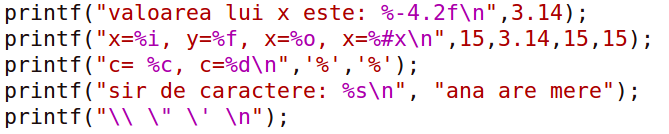 printf("valoarea lui x este: %-4.2f\n",3.14);
printf("x=%i, y=%f, x=%o, x=%#x\n",15,3.14,15,15);
printf("c= %c, c=%d\n",'%','%');
printf("sir de caractere: %s\n", "ana are mere");
printf("\\ \" \' \n");